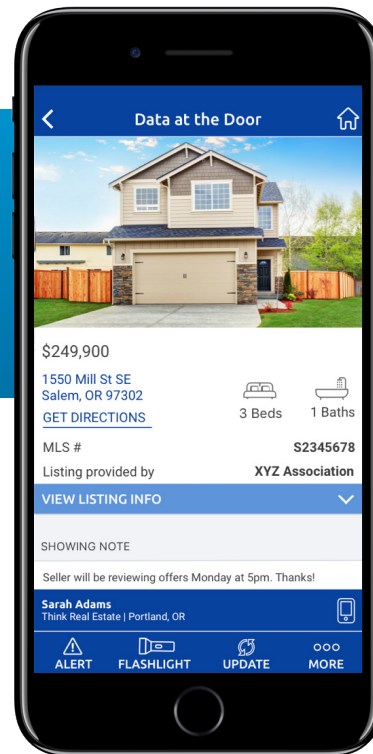 Data at the Door
$249,900
1550 Mill St SE
Salem, OR 97302
GET DIRECTIONS
3 Beds
1 Baths
MLS # S2345678
Listing provided by XYZ Association
VIEW LISTING INFO
SHOWING NOTE
Seller will be reviewing offers Monday at 5pm. Thanks!
Sarah Adams
Think Real Estate | Portland, OR
ALERT FLASHLIGHT UPDATE MORE